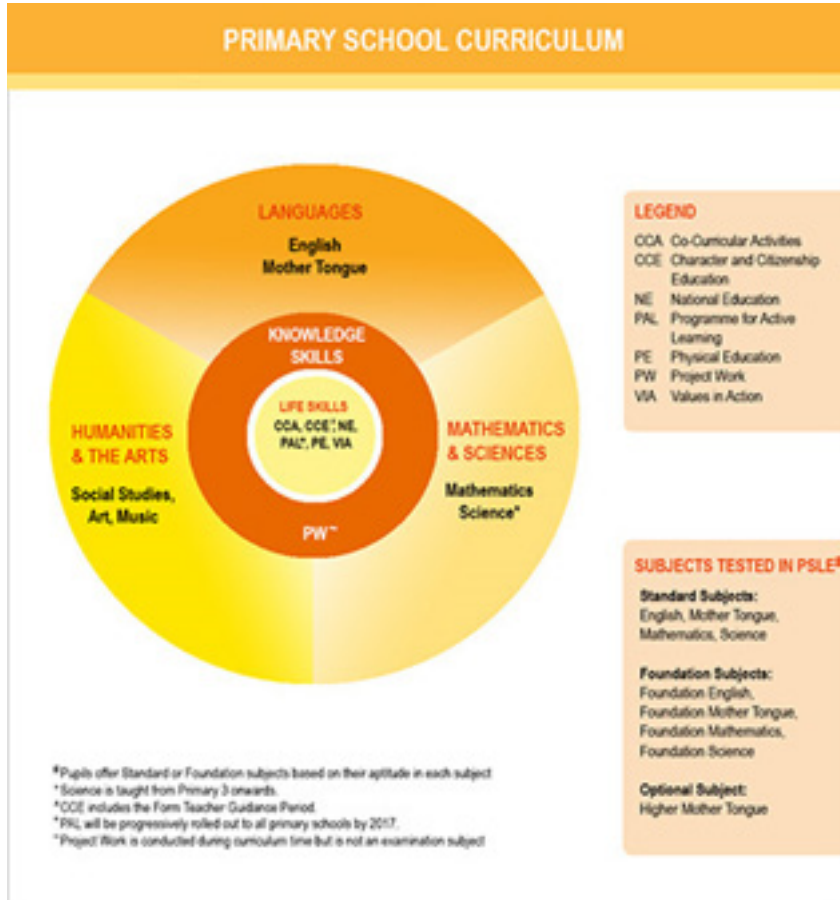 PRIMARY SCHOOL CURRICULUM
LANGUAGES
English
Mother Tongue
KNOWLEDGE
SKILLS
LIFE SKILLS
CCA, CCE^, NE,
PAL+, PE, VIA
PW~
HUMANITIES
& THE ARTS
Social Studies,
Art, Music
MATHEMATICS
& SCIENCES
Mathematics
Science*
LEGEND
CCA Co-Curricular Activities
CCE Character and Citizenship
Education
NE National Education
PAL Programme for Active
Learning
PE Physical Education
PW Project Work
VIA Values in Action
SUBJECTS TESTED IN PSLE#
Standard Subjects:
English, Mother Tongue,
Mathematics, Science
Foundation Subjects:
Foundation English,
Foundation Mother Tongue,
Foundation Mathematics,
Foundation Science
Optional Subject:
Higher Mother Tongue
#Pupils offer Standard or Foundation subjects based on their aptitude in each subject
*Science is taught from Primary 3 onwards.
^CCE includes the Form Teacher Guidance Period.
+PAL will be progressively rolled out to all primary schools by 2017.
~Project Work is conducted during curriculum time but is not an examination subject